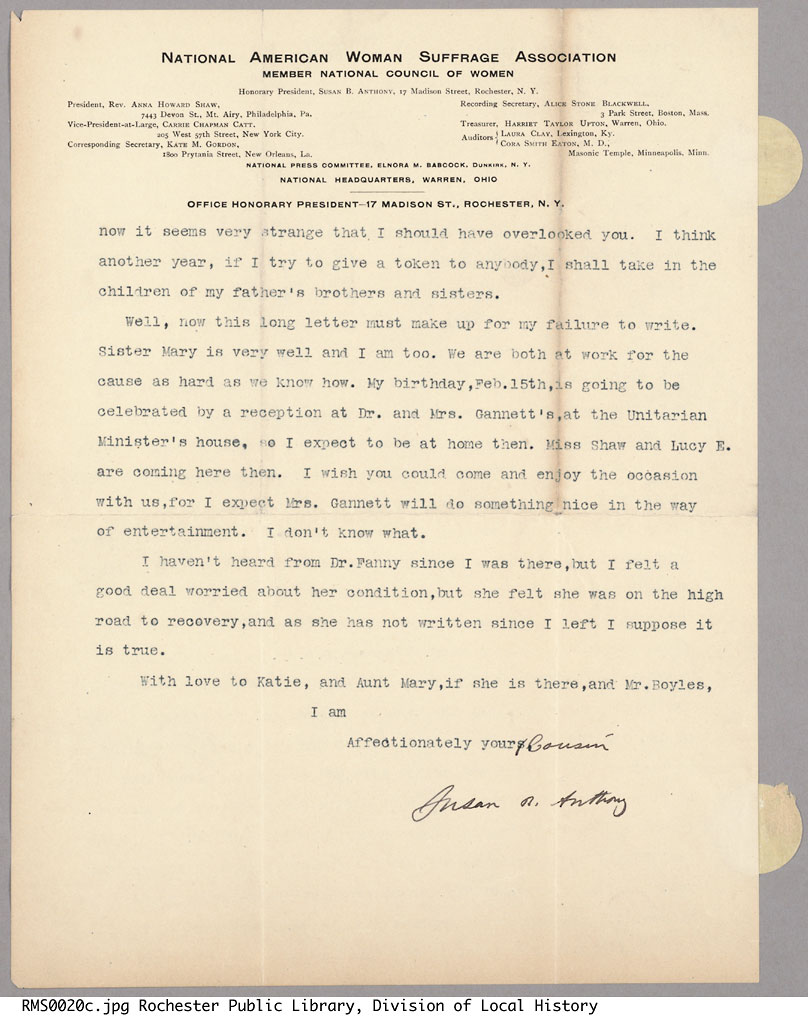 NATIONAL AMERICAN WOMAN SUFFRAGE ASSOCIATION
MEMBER NATIONAL COUNCIL OF WOMEN
Honorary President, SUSAN B. ANTHONY, 17 Madison Street, Rochester, N. Y.
President, Rev. ANNA HOWARD SHAW,
7443 Devon St., Mt. Airy, Philadelphia, Pa.
Vice-President-at-Large, CARRIE CHAPMAN CATT,
205 West 57th Street, New York City.
Corresponding Secretary, KATE M. GORDON,
1800 Prytania Street, New Orleans, La.
Recording Secretary, ALICE STONE BLACKWELL,
3 Park Street, Boston, Mass.
Treasurer, HARRIET TAYLOR UPTON, Warren, Ohio.
Auditors { LAURA CLAY, Lexington, Ky.
CORA SMITH EATON, M. D.,
Masonic Temple, Minneapolis, Minn.
NATIONAL PRESS COMMITTEE, ELNORA M. BABCOCK, DUNKIRK, N. Y.
NATIONAL HEADQUARTERS, WARREN, OHIO
OFFICE HONORARY PRESIDENT—17 MADISON ST., ROCHESTER, N. Y.
now it seems very strange that I should have overlooked you. I think
another year, if I try to give a token to anybody,I shall take in the
children of my father's brothers and sisters.
Well, now this long letter must make up for my failure to write.
Sister Mary is very well and I am too. We are both at work for the
cause as hard as we know how. My birthday,Feb.15th,is going to be
celebrated by a reception at Dr. and Mrs. Gannett's,at the Unitarian
Minister's house, so I expect to be at home then. Miss Shaw and Lucy E.
are coming here then. I wish you could come and enjoy the occasion
with us,for I expect Mrs. Gannett will do something nice in the way
of entertainment. I don't know what.
I haven't heard from Dr.Fanny since I was there,but I felt a
good deal worried about her condition,but she felt she was on the high
road to recovery,and as she has not written since I left I suppose it
is true.
With love to Katie, and Aunt Mary,if she is there,and Mr.Boyles,
I am
Affectionately yours Cousin
Susan B. Anthony
RMS0020c.jpg Rochester Public Library, Division of Local History